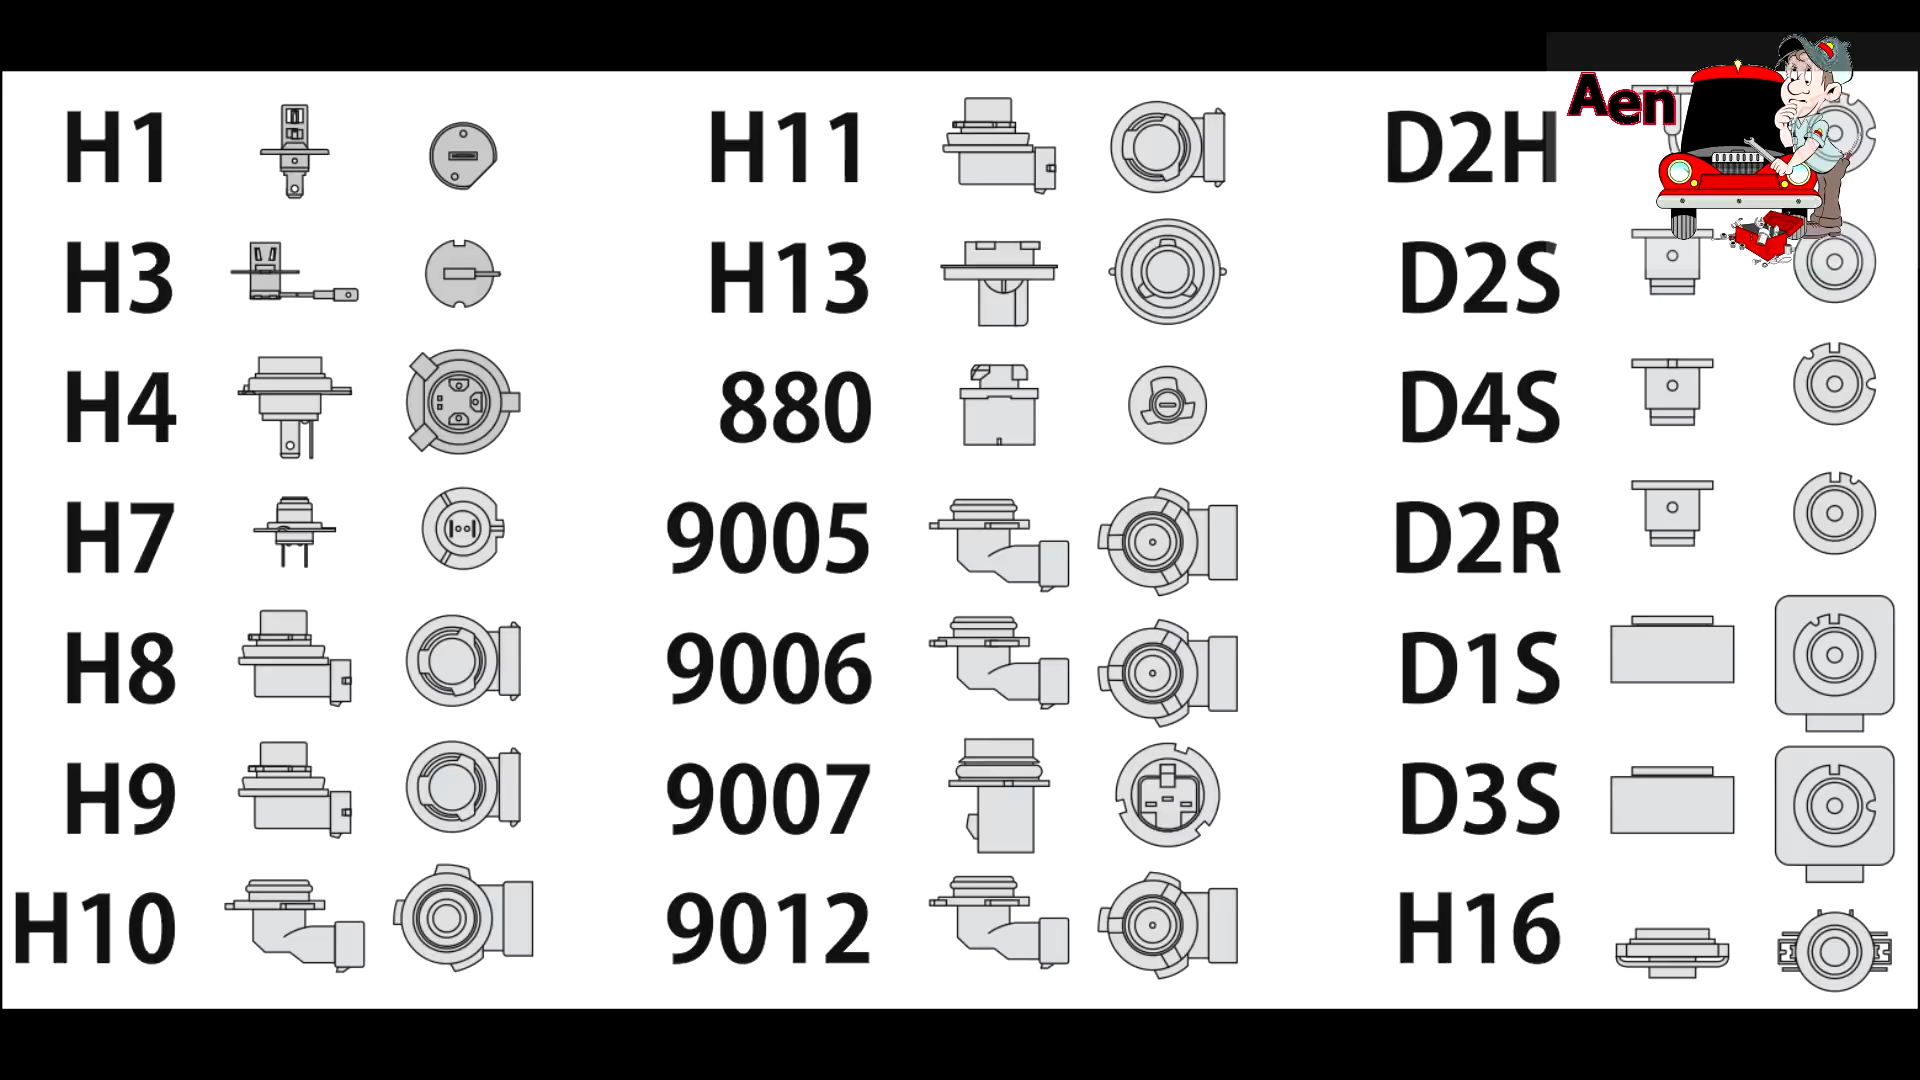 H1
H3
H4
H7
H8
H9
H10
H11
H13
880
9005
9006
9007
9012
D2H
D2S
D4S
D2R
D1S
D3S
H16
Aen